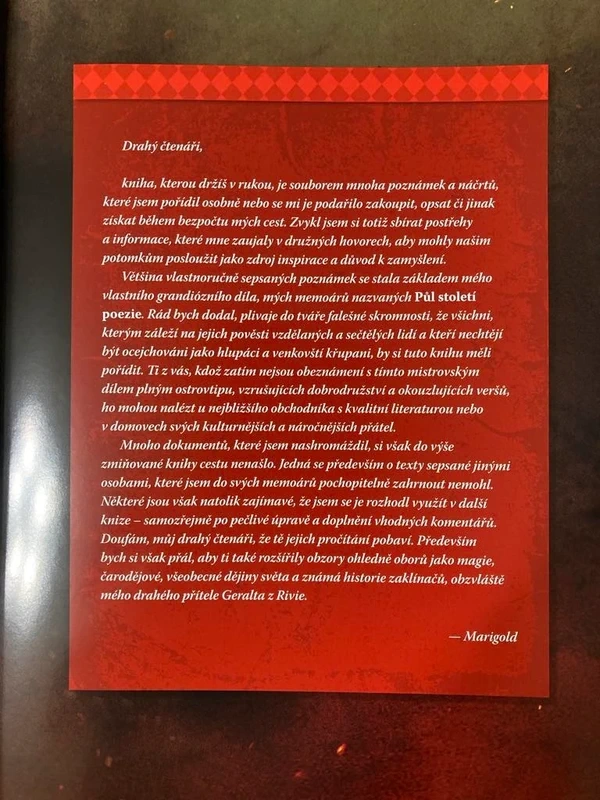 Drahý čtenáři,
kniha, kterou držíš v rukou, je souborem mnoha poznámek a náčrtů,
které jsem pořídil osobně nebo se mi je podařilo zakoupit, opsat či jinak
získat během bezpočtu mých cest. Zvykl jsem si totiž sbírat postřehy
a informace, které mne zaujaly v družných hovorech, aby mohly našim
potomkům posloužit jako zdroj inspirace a důvod k zamyšlení.
Většina vlastnoručně sepsaných poznámek se stala základem mého
vlastního grandiózního díla, mých memoárů nazvaných Půl století
poezie. Rád bych dodal, plivaje do tváře falešné skromnosti, že všichni,
kterým záleží na jejich pověsti vzdělaných a sečtělých lidí a kteří nechtějí
být ocejchováni jako hlupáci a venkovští křupani, by si tuto knihu měli
pořídit. Ti z vás, kdož zatím nejsou obeznámeni s tímto mistrovským
dílem plným ostrovtipu, vzrušujících dobrodružství a okouzlujících veršů,
ho mohou nalézt u nejbližšího obchodníka s kvalitní literaturou nebo
v domovech svých kulturnějších a náročnějších přátel.
Mnoho dokumentů, které jsem nashromáždil, si však do výše
zmiňované knihy cestu nenašlo. Jedná se především o texty sepsané jinými
osobami, které jsem do svých memoárů pochopitelně zahrnout nemohl.
Některé jsou však natolik zajímavé, že jsem se je rozhodl využít v další
knize – samozřejmě po pečlivé úpravě a doplnění vhodných komentářů.
Doufám, můj drahý čtenáři, že tě jejich pročítání pobaví. Především
bych si však přál, aby ti také rozšířily obzory ohledně oborů jako magie,
čarodějové, všeobecné dějiny světa a známá historie zaklínačů, obzvláště
mého drahého přítele Geralta z Rivie.
— Marigold